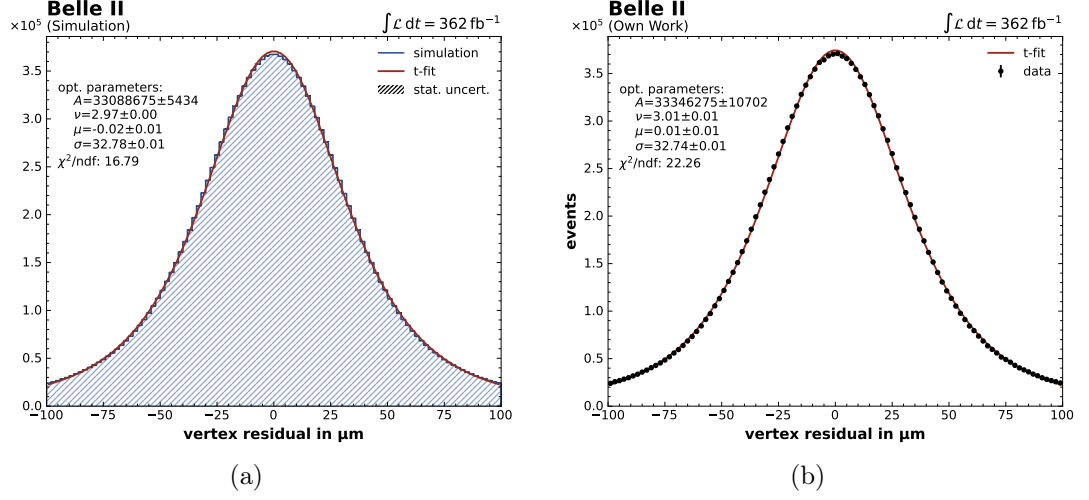 Belle II
(Simulation)
×10⁵
∫ℒ dt = 362 fb⁻¹
simulation
t-fit
stat. uncert.
opt. parameters:
A=33088675±5434
ν=2.97±0.00
μ=-0.02±0.01
σ=32.78±0.01
χ²/ndf: 16.79
3.5
3.0
2.5
2.0
1.5
1.0
0.5
0.0
−100 −75 −50 −25 0 25 50 75 100
vertex residual in μm
(a)
Belle II
(Own Work)
×10⁵
∫ℒ dt = 362 fb⁻¹
t-fit
data
opt. parameters:
A=33346275±10702
ν=3.01±0.01
μ=0.01±0.01
σ=32.74±0.01
χ²/ndf: 22.26
events
3.5
3.0
2.5
2.0
1.5
1.0
0.5
0.0
−100 −75 −50 −25 0 25 50 75 100
vertex residual in μm
(b)